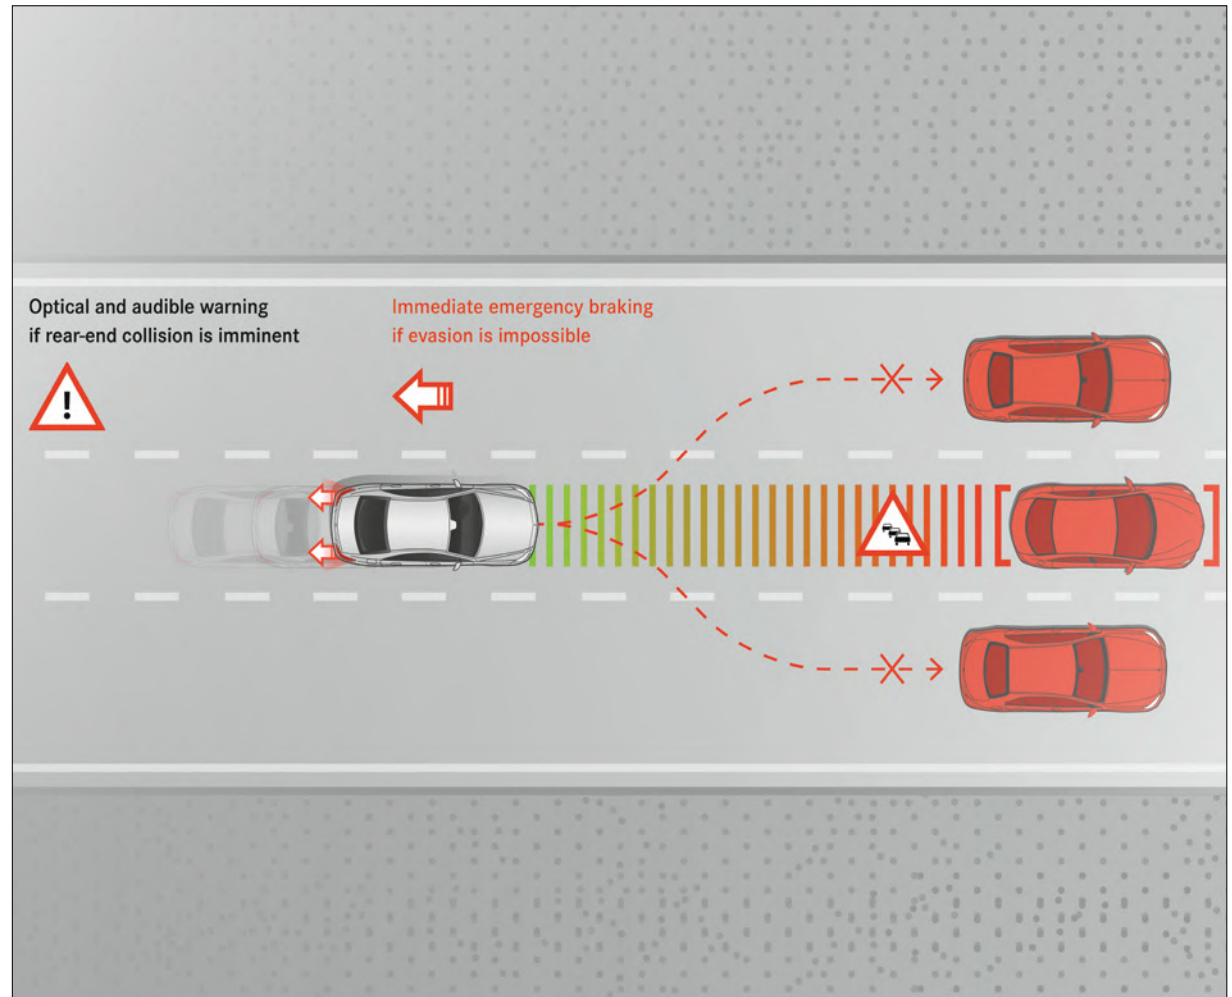 Optical and audible warning
if rear-end collision is imminent
!
Immediate emergency braking
if evasion is impossible